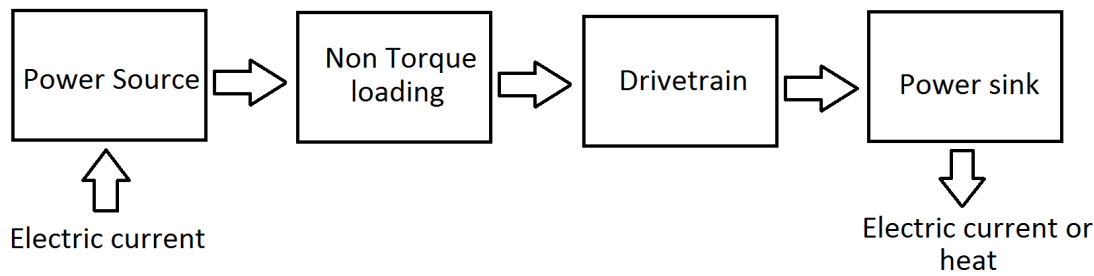 Power Source
Non Torque
loading
Drivetrain
Power sink
Electric current
Electric current or
heat